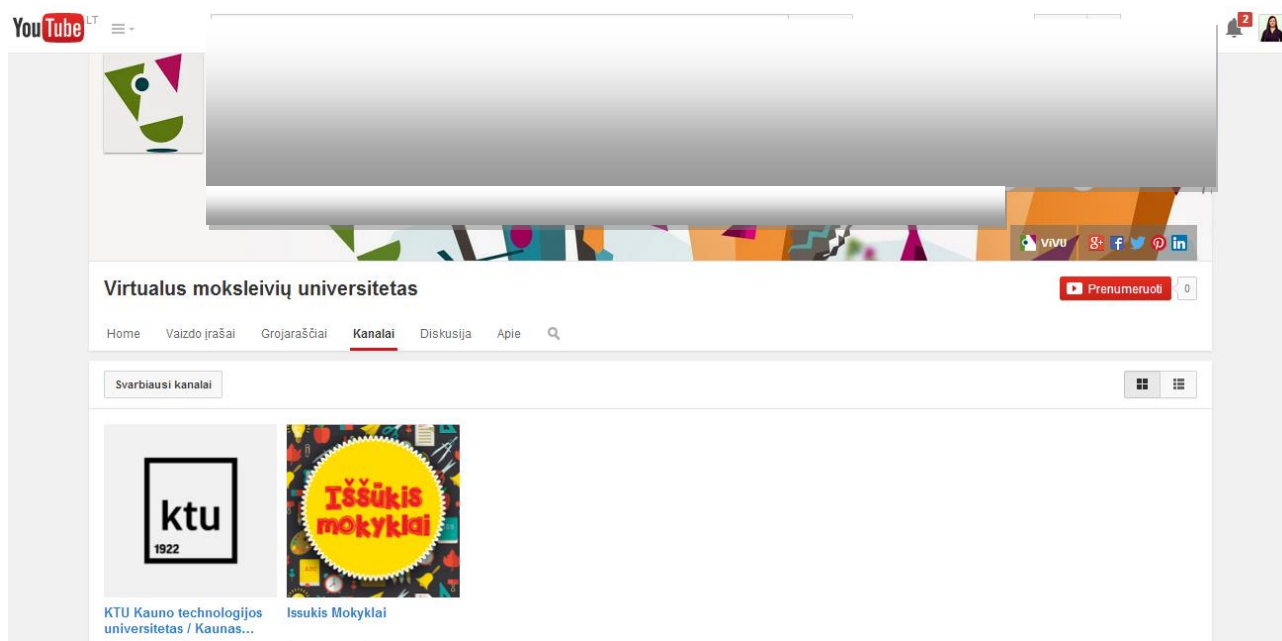 YouTube LT
2
ViVU
Virtualus moksleivių universitetas
Prenumeruoti 0
Home Vaizdo įrašai Grojaraščiai Kanalai Diskusija Apie
Svarbiausi kanalai
ktu
1922
Iššūkis
mokyklai
KTU Kauno technologijos
universitetas / Kaunas...
Issukis Mokyklai